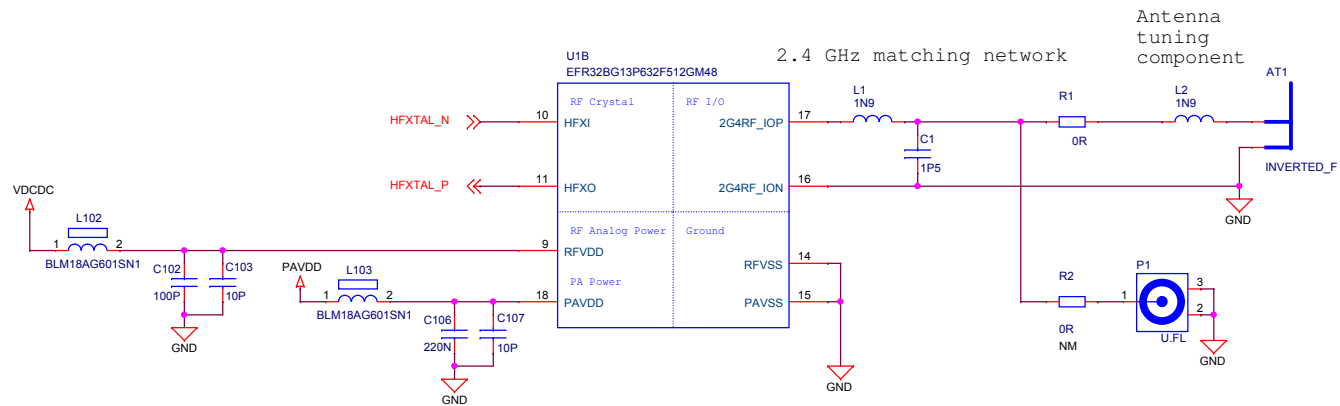 Antenna
tuning
component
2.4 GHz matching network
U1B
EFR32BG13P632F512GM48
RF Crystal
RF I/O
HFXTAL_N
10
HFXI
2G4RF_IOP
17
L1
1N9
C1
1P5
R1
0R
L2
1N9
AT1
INVERTED_F
HFXTAL_P
11
HFXO
2G4RF_ION
16
GND
RF Analog Power
Ground
VDCDC
L102
1
2
BLM18AG601SN1
9
RFVDD
RFVSS
14
C102
100P
C103
10P
GND
PAVDD
L103
1
2
BLM18AG601SN1
PA Power
18
PAVDD
PAVSS
15
C106
220N
C107
10P
GND
GND
R2
0R
NM
P1
1
3
2
U.FL
GND